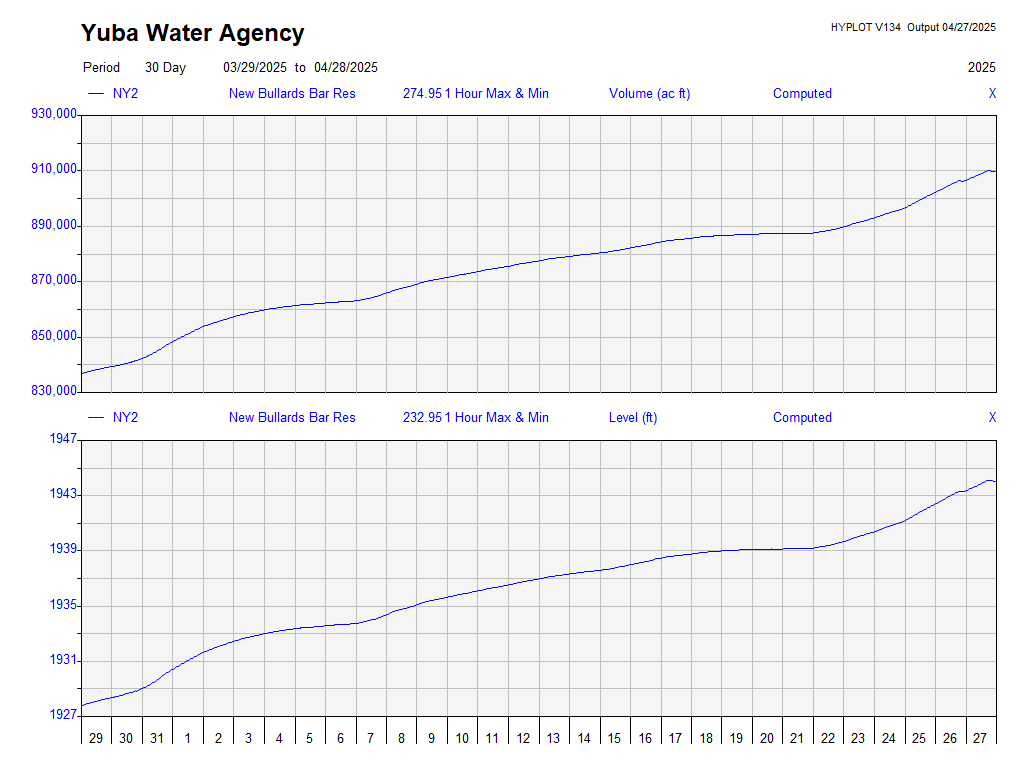 Yuba Water Agency
HYPLOT V134 Output 04/27/2025
Period 30 Day 03/29/2025 to 04/28/2025 2025
NY2 New Bullards Bar Res 274.95 1 Hour Max & Min Volume (ac ft) Computed X
930,000
910,000
890,000
870,000
850,000
830,000
NY2 New Bullards Bar Res 232.95 1 Hour Max & Min Level (ft) Computed X
1947
1943
1939
1935
1931
1927
29 30 31 1 2 3 4 5 6 7 8 9 10 11 12 13 14 15 16 17 18 19 20 21 22 23 24 25 26 27